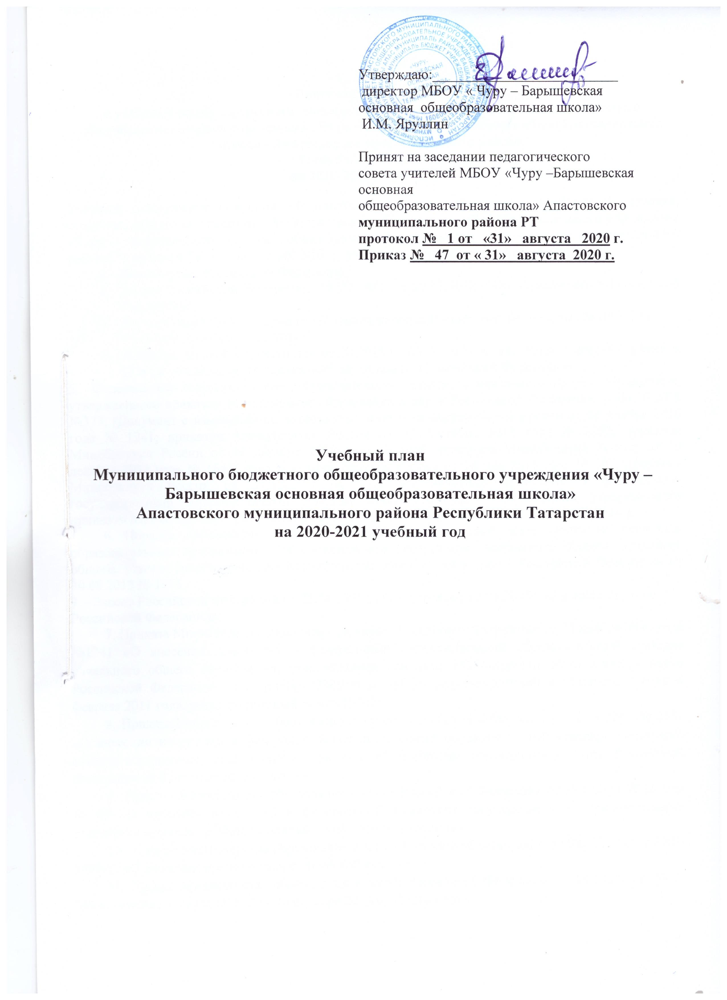 Утверждаю:
директор МБОУ « Чуру – Барышевская
основная общеобразовательная школа»
И.М. Яруллин
Принят на заседании педагогического
совета учителей МБОУ «Чуру –Барышевская
основная
общеобразовательная школа» Апастовского
муниципального района РТ
протокол № 1 от «31» августа 2020 г.
Приказ № 47 от « 31» августа 2020 г.
Учебный план
Муниципального бюджетного общеобразовательного учреждения «Чуру –
Барышевская основная общеобразовательная школа»
Апастовского муниципального района Республики Татарстан
на 2020-2021 учебный год